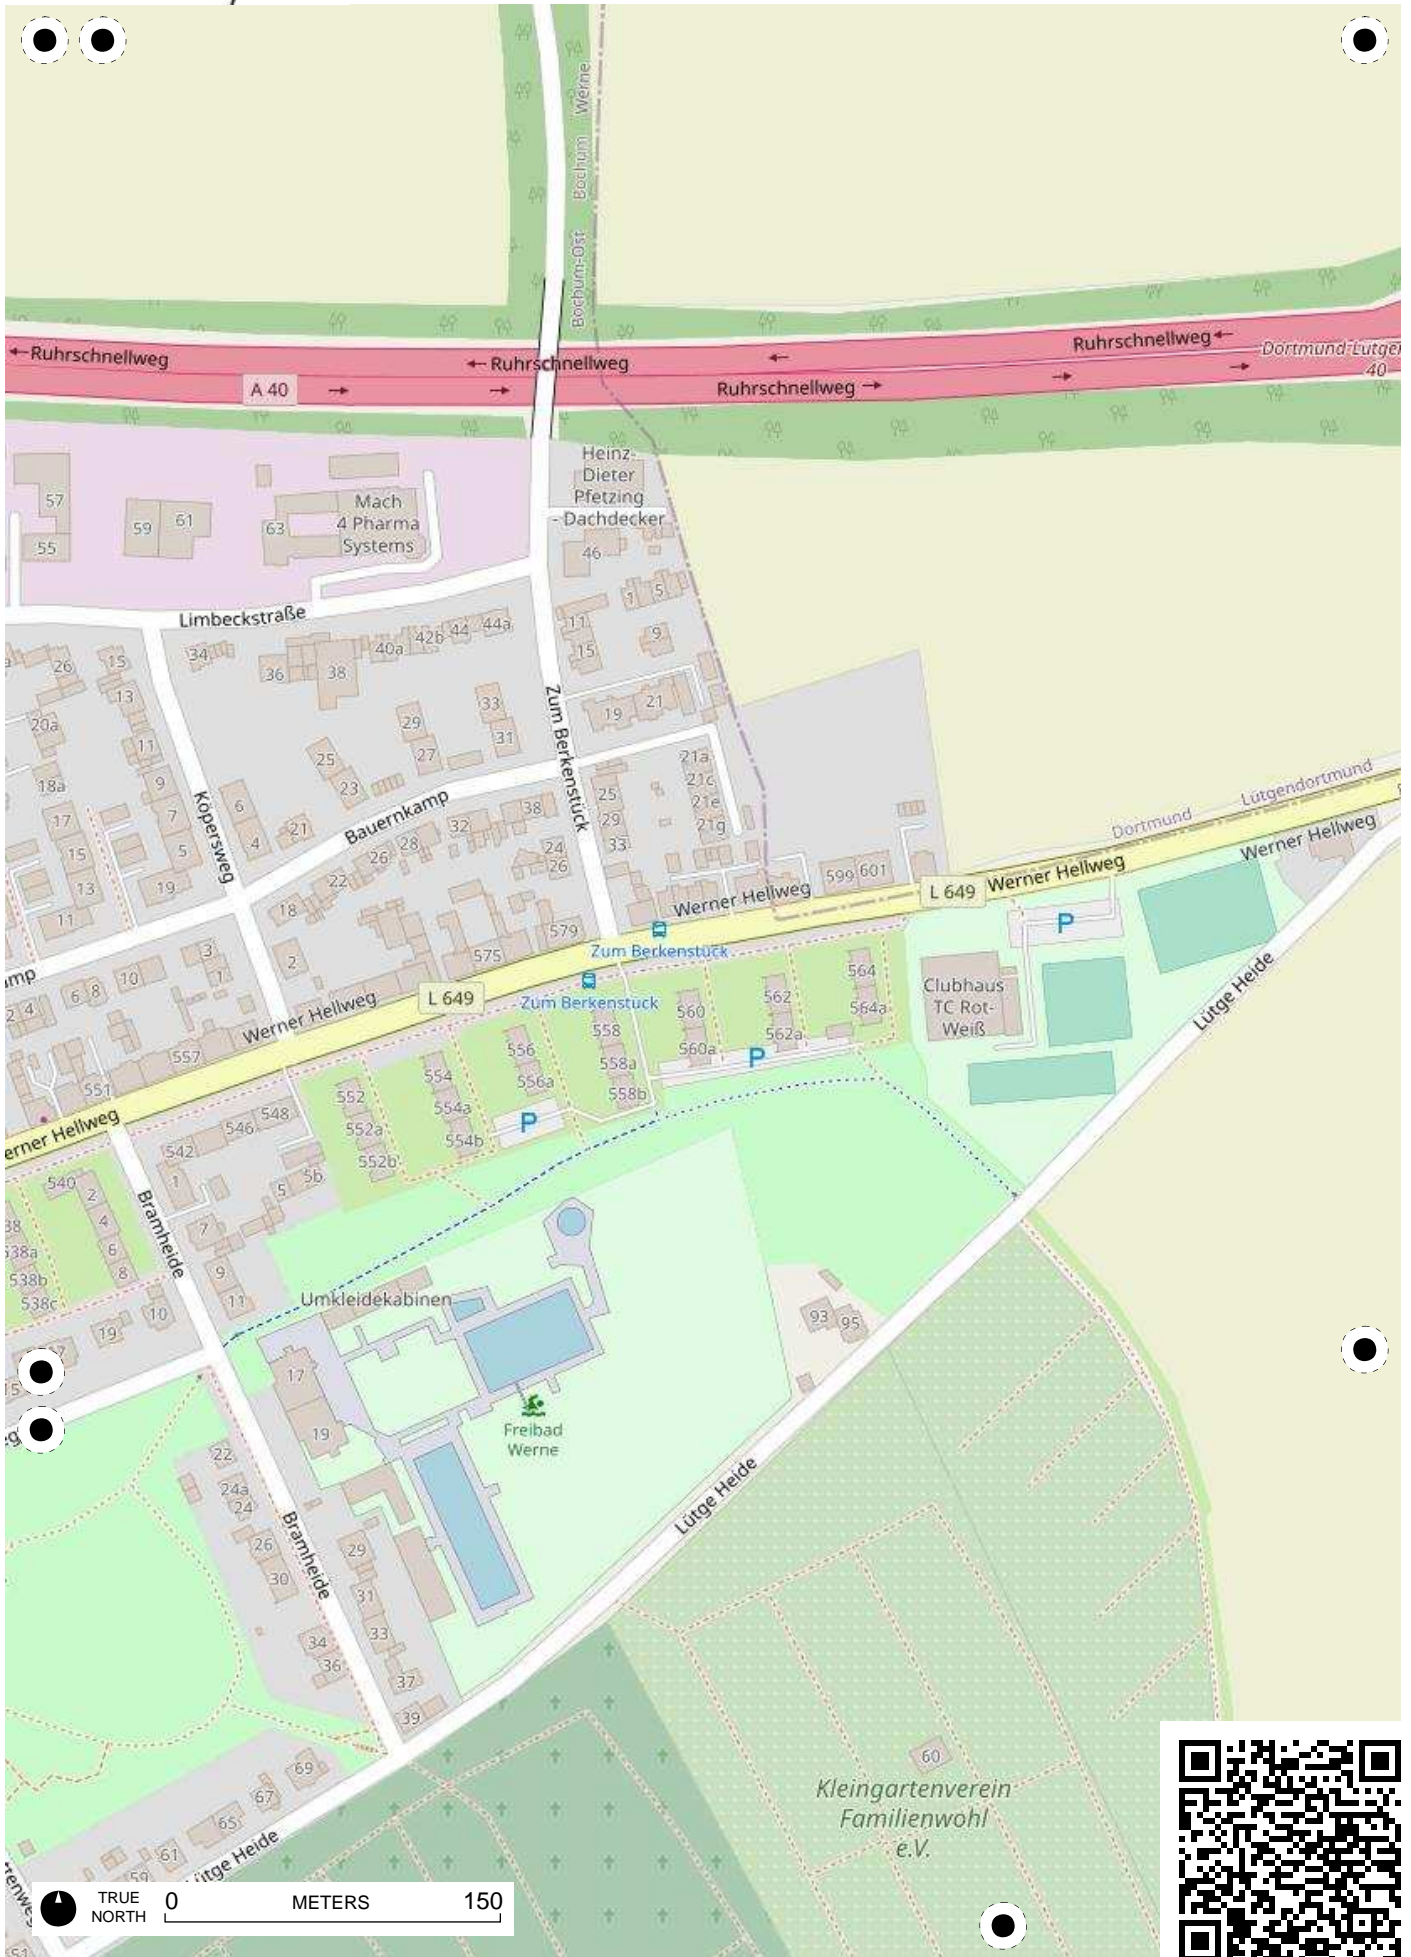 Bochum-Ost Bochum Werne
Ruhrschnellweg
Ruhrschnellweg
Ruhrschnellweg
Ruhrschnellweg
A 40
40
Heinz-
Dieter
Pfetzing
- Dachdecker
57
55
59
61
63
Mach
4 Pharma
Systems
46
Limbeckstraße
1
5
11
15
9
34
36
38
40a
42b
44
44a
26
15
13
20a
11
18a
9
17
7
15
5
13
19
11
33
31
29
27
25
23
Zum Berkenstück
19
21
21a
21c
21e
21g
Köpersweg
6
4
21
Bauernkamp
38
32
28
26
24
26
22
18
25
29
33
Dortmund
Lütgendortmund
Werner Hellweg
Werner Hellweg
L 649
599
601
Werner Hellweg
P
Zum Berkenstück
Zum Berkenstück
579
575
2
3
1
10
6
8
4
2
L 649
Werner Hellweg
557
551
564
564a
562
562a
560
560a
P
558
558a
558b
556
556a
P
554
554a
554b
552
552a
552b
Clubhaus
TC Rot-
Weiß
Lütge Heide
548
546
542
1
5
5b
7
9
11
540
2
4
6
8
538b
538c
Bramheide
10
19
Umkleidekabinen
93
95
17
19
Freibad
Werne
Lütge Heide
22
24a
24
26
30
29
31
33
37
39
34
36
Bramheide
69
67
65
61
59
60
Kleingartenverein
Familienwohl
e.V.
TRUE
NORTH
0
METERS
150
51